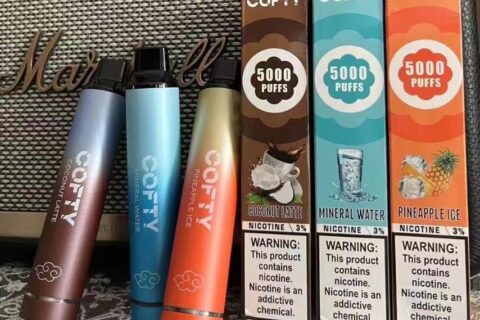 Marshall
COFTY
COCONUT LATTE
COFTY
MINERAL WATER
COFTY
PINEAPPLE ICE
COFTY
5000
PUFFS
COCONUT LATTE
NICOTINE 3%
WARNING:
This product
contains
nicotine.
Nicotine is an
addictive
chemical.
5000
PUFFS
MINERAL WATER
NICOTINE 3%
WARNING:
This product
contains
nicotine.
Nicotine is an
addictive
chemical.
5000
PUFFS
PINEAPPLE ICE
NICOTINE 3%
WARNING:
This product
contains
nicotine.
Nicotine is an
addictive
chemical.